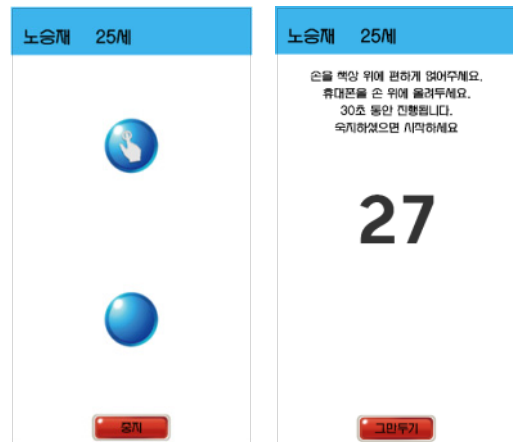 노승재 25세
중지
노승재 25세
손을 책상 위에 편하게 얹어주세요.
휴대폰을 손 위에 올려두세요.
30초 동안 진행됩니다.
숙지하셨으면 시작하세요
27
그만두기